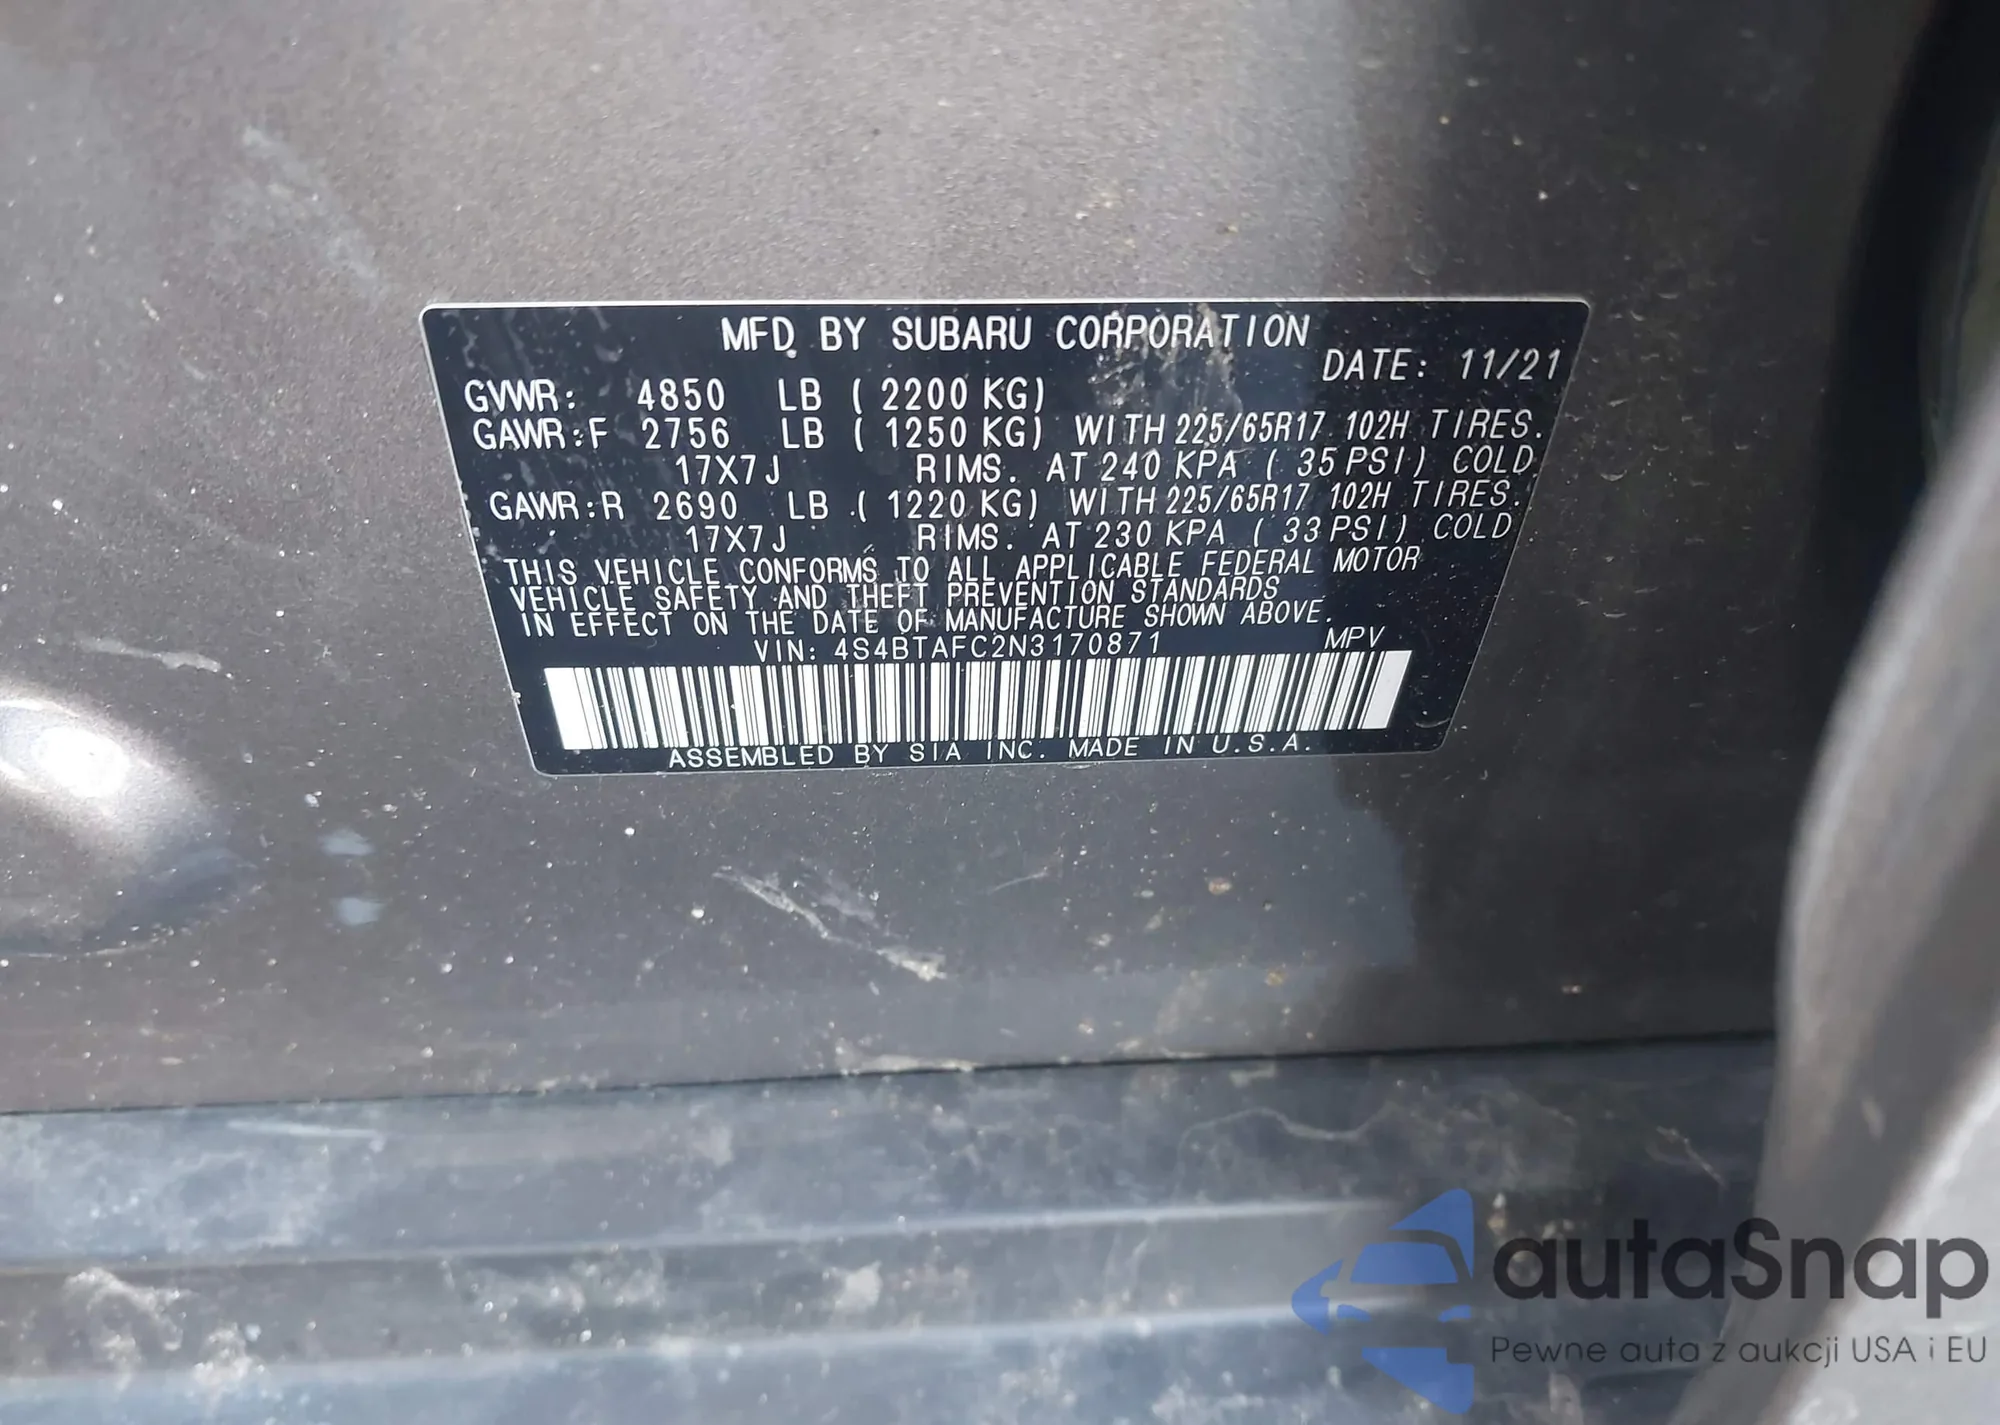 MFD BY SUBARU CORPORATION
DATE: 11/21
GVWR: 4850 LB ( 2200 KG)
GAWR:F 2756 LB ( 1250 KG) WITH 225/65R17 102H TIRES.
17X7J RIMS. AT 240 KPA ( 35 PSI) COLD
GAWR:R 2690 LB ( 1220 KG) WITH 225/65R17 102H TIRES.
17X7J RIMS. AT 230 KPA ( 33 PSI) COLD
THIS VEHICLE CONFORMS TO ALL APPLICABLE FEDERAL MOTOR
VEHICLE SAFETY AND THEFT PREVENTION STANDARDS
IN EFFECT ON THE DATE OF MANUFACTURE SHOWN ABOVE.
VIN: 4S4BTAFC2N3170871 MPV
ASSEMBLED BY SIA INC. MADE IN U.S.A.
autaSnap
Pewne auta z aukcji USA i EU